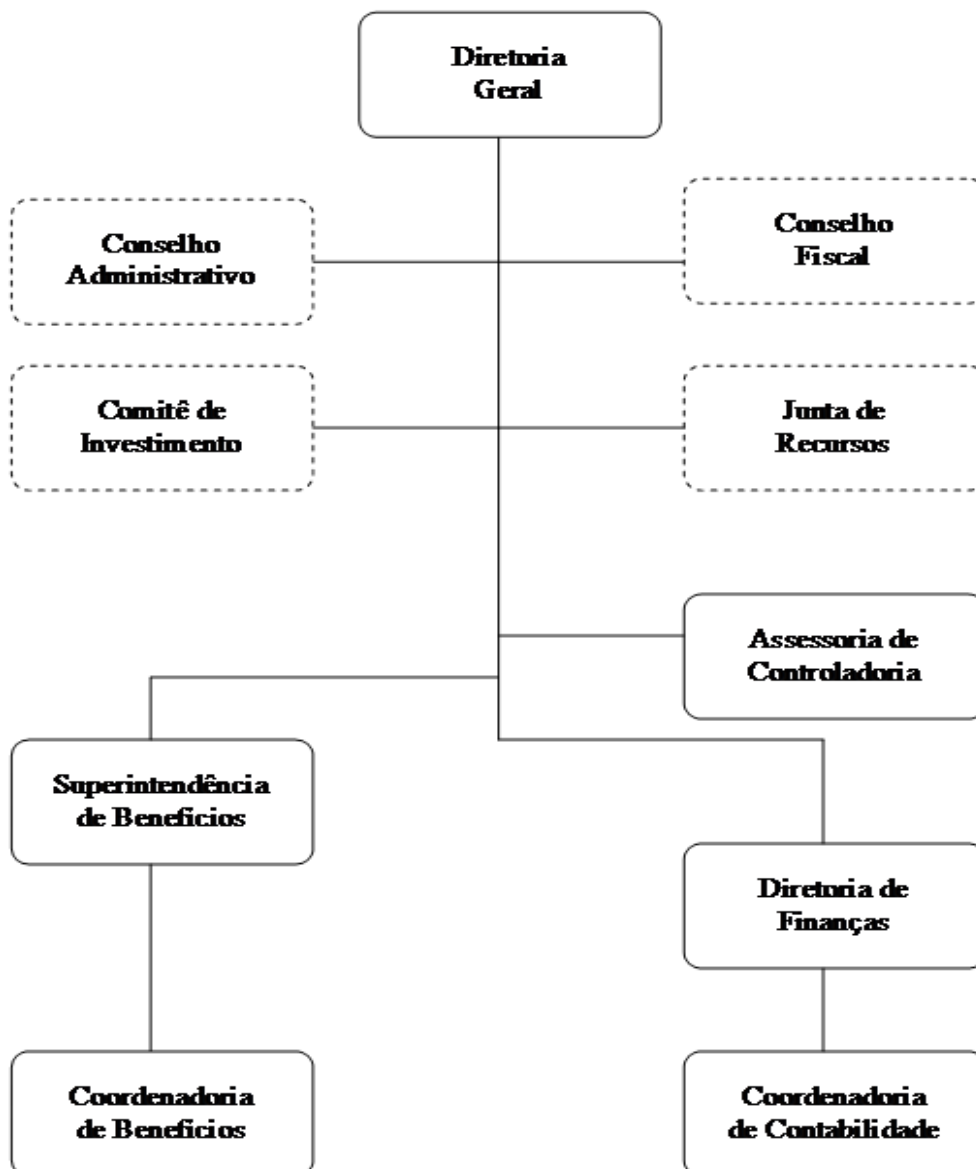 Diretoria
Geral
Conselho
Administrativo
Conselho
Fiscal
Comitê de
Investimento
Junta de
Recursos
Assessoria de
Controladoria
Superintendência
de Benefícios
Diretoria de
Finanças
Coordenadoria
de Benefícios
Coordenadoria
de Contabilidade